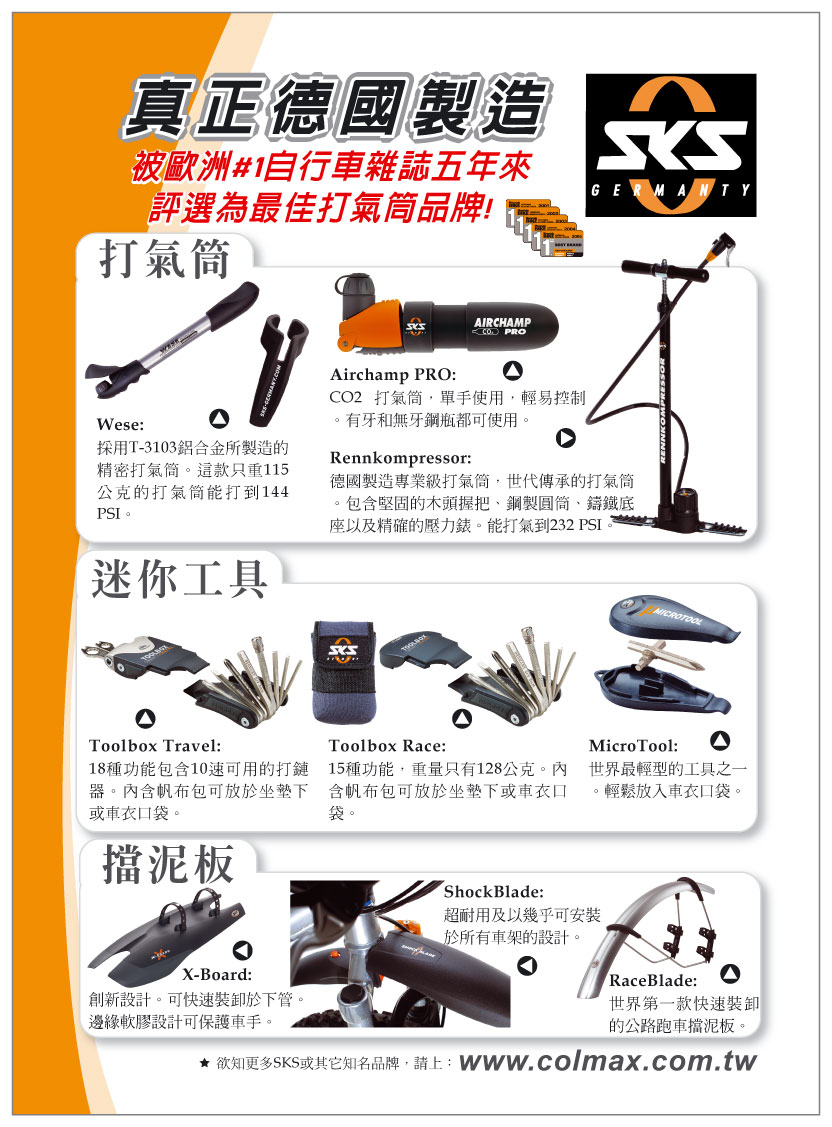 真正德國製造
被歐洲#1自行車雜誌五年來
評選為最佳打氣筒品牌!
SKS
GERMANTY
2001
2002
2003
2004
2005
BEST BRAND
打氣筒
SKS-GERMANY.COM
SKS
AIRCHAMP
CO2 PRO
RENNKOMPRESSOR
Wese:
採用T-3103鋁合金所製造的
精密打氣筒。這款只重115
公克的打氣筒能打到144
PSI。
Airchamp PRO:
CO2 打氣筒，單手使用，輕易控制
。有牙和無牙鋼瓶都可使用。
Rennkompressor:
德國製造專業級打氣筒，世代傳承的打氣筒
。包含堅固的木頭握把、鋼製圓筒、鑄鐵底
座以及精確的壓力錶。能打氣到232 PSI。
迷你工具
TOOLBOX
SKS
GERMANY
TOOLBOX
MICROTOOL
Toolbox Travel:
18種功能包含10速可用的打鏈
器。內含帆布包可放於坐墊下
或車衣口袋。
Toolbox Race:
15種功能，重量只有128公克。內
含帆布包可放於坐墊下或車衣口
袋。
MicroTool:
世界最輕型的工具之一
。輕鬆放入車衣口袋。
擋泥板
X-Board:
創新設計。可快速裝卸於下管。
邊緣軟膠設計可保護車手。
SHOCKBLADE
ShockBlade:
超耐用及以幾乎可安裝
於所有車架的設計。
RaceBlade:
世界第一款快速裝卸
的公路跑車擋泥板。
★ 欲知更多SKS或其它知名品牌，請上：www.colmax.com.tw